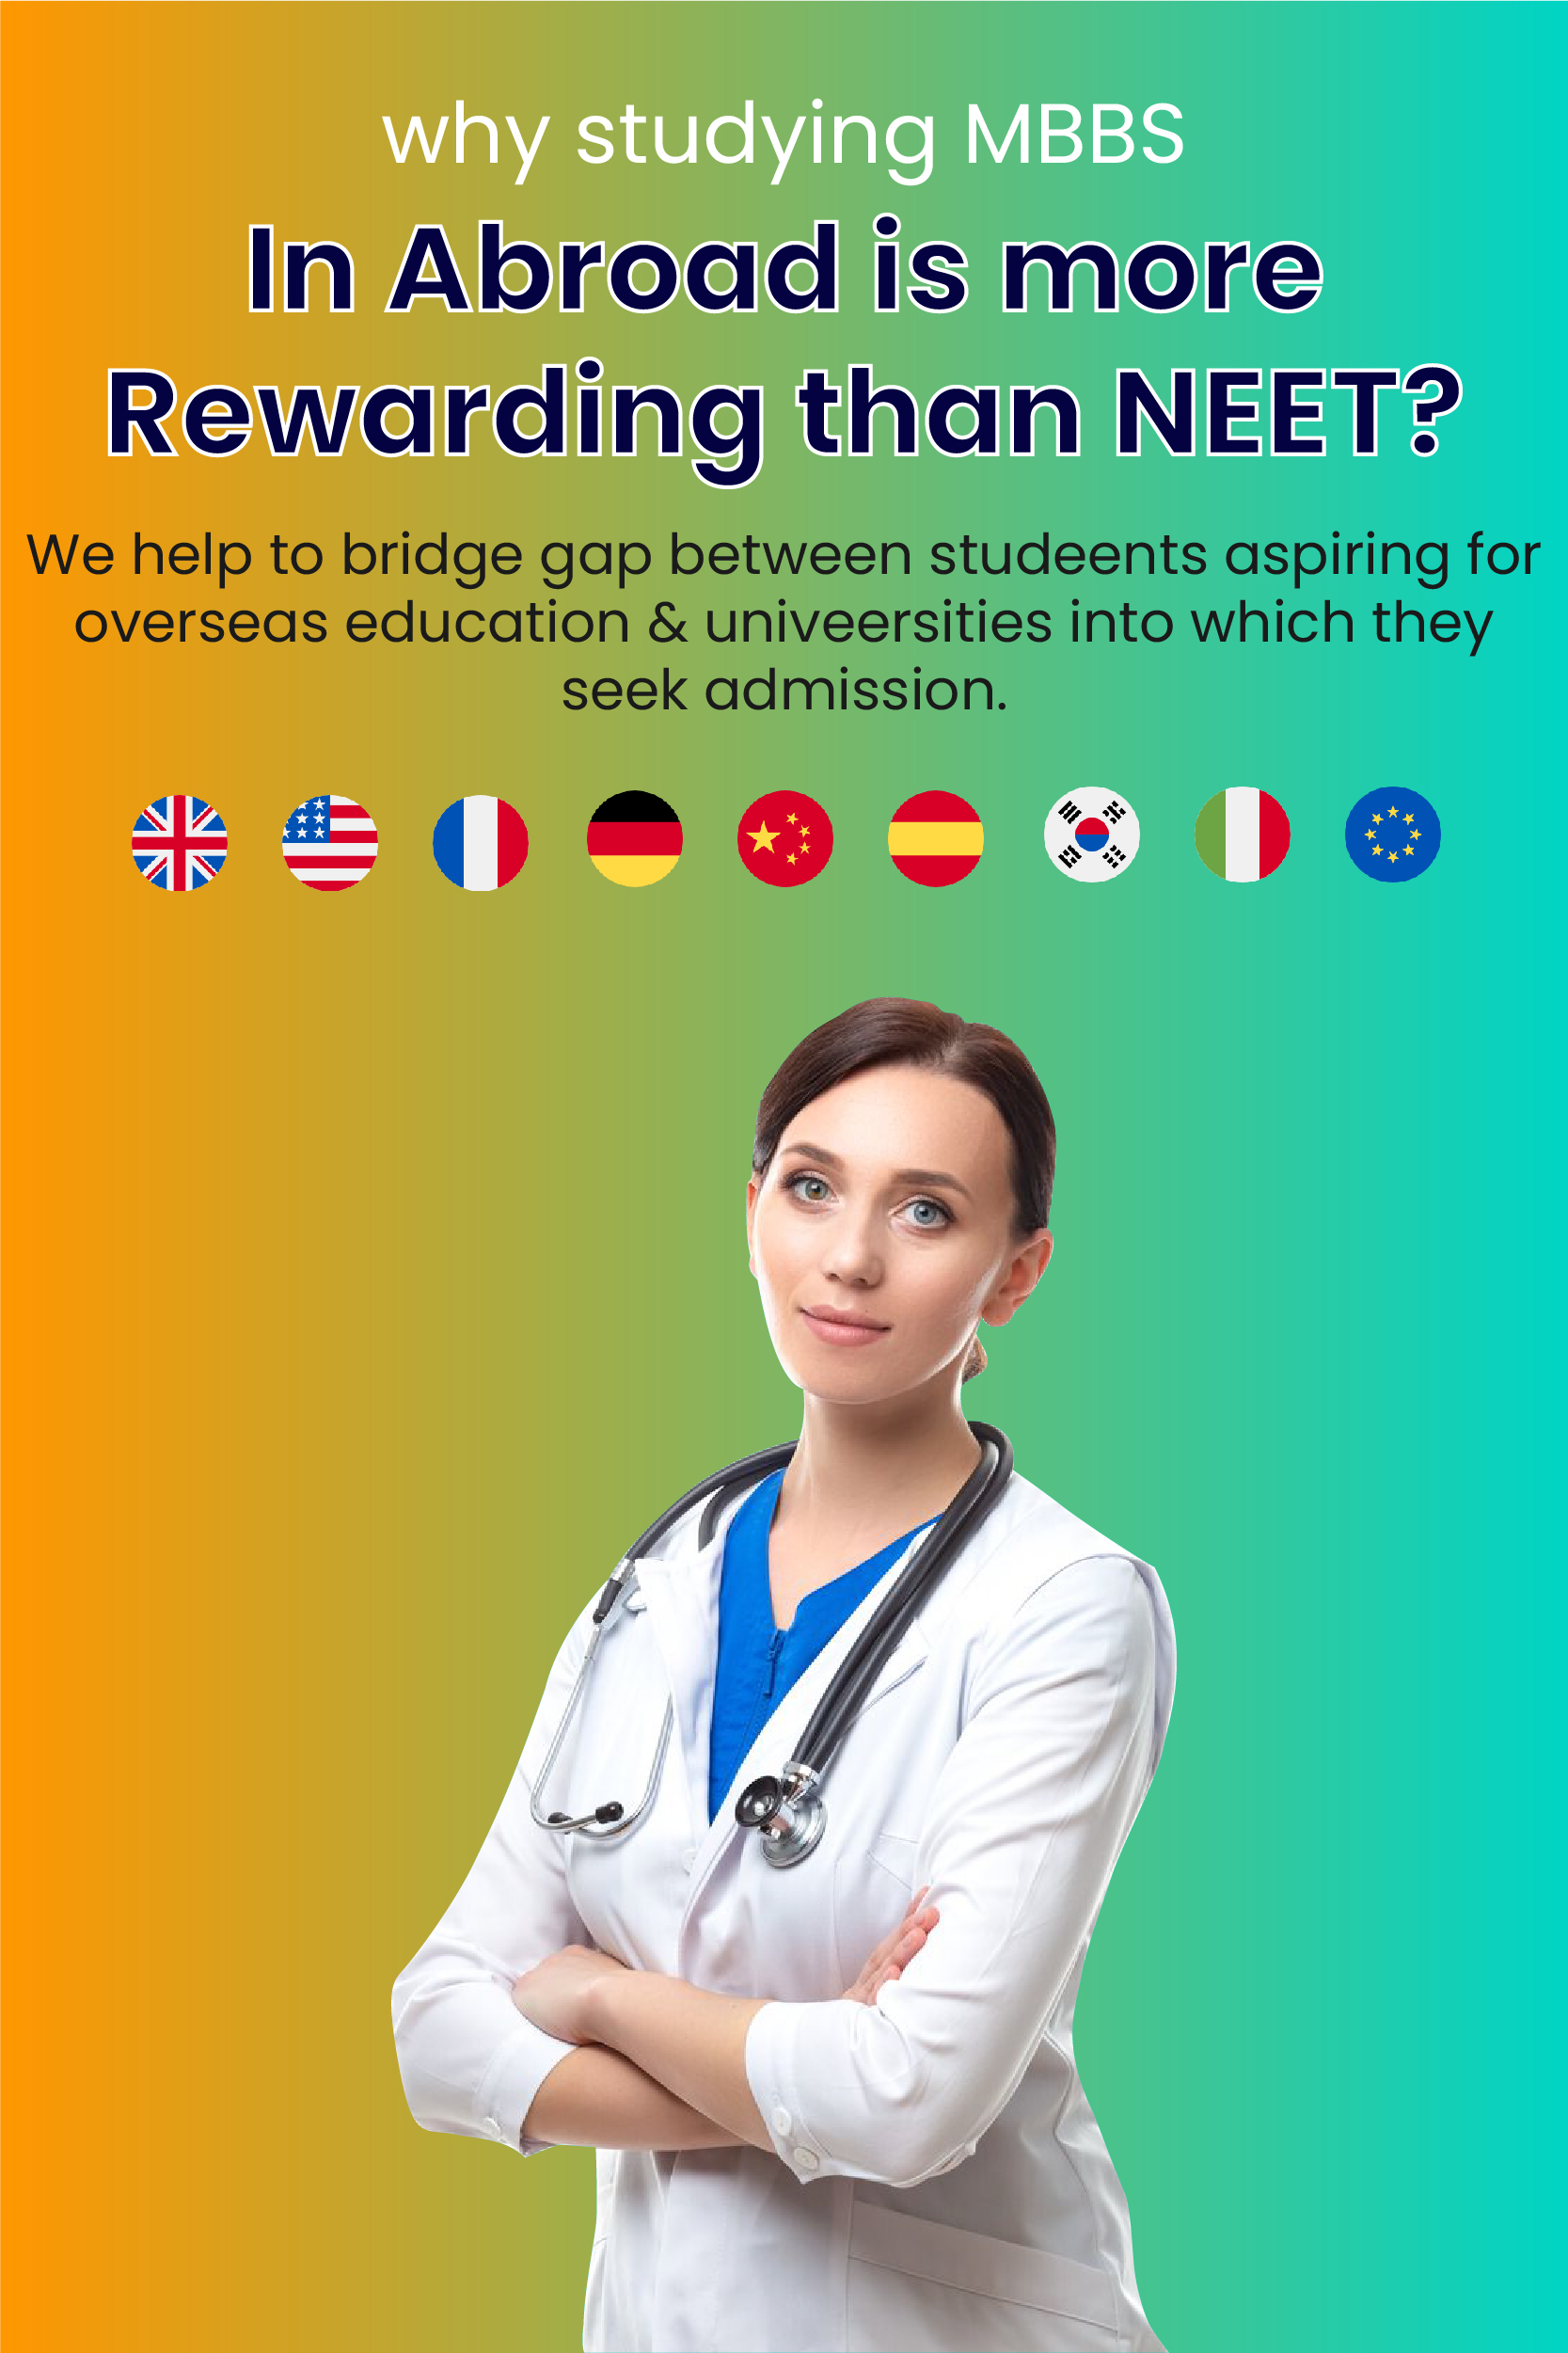 why studying MBBS
In Abroad is more
Rewarding than NEET?
We help to bridge gap between studeents aspiring for
overseas education & univeersities into which they
seek admission.